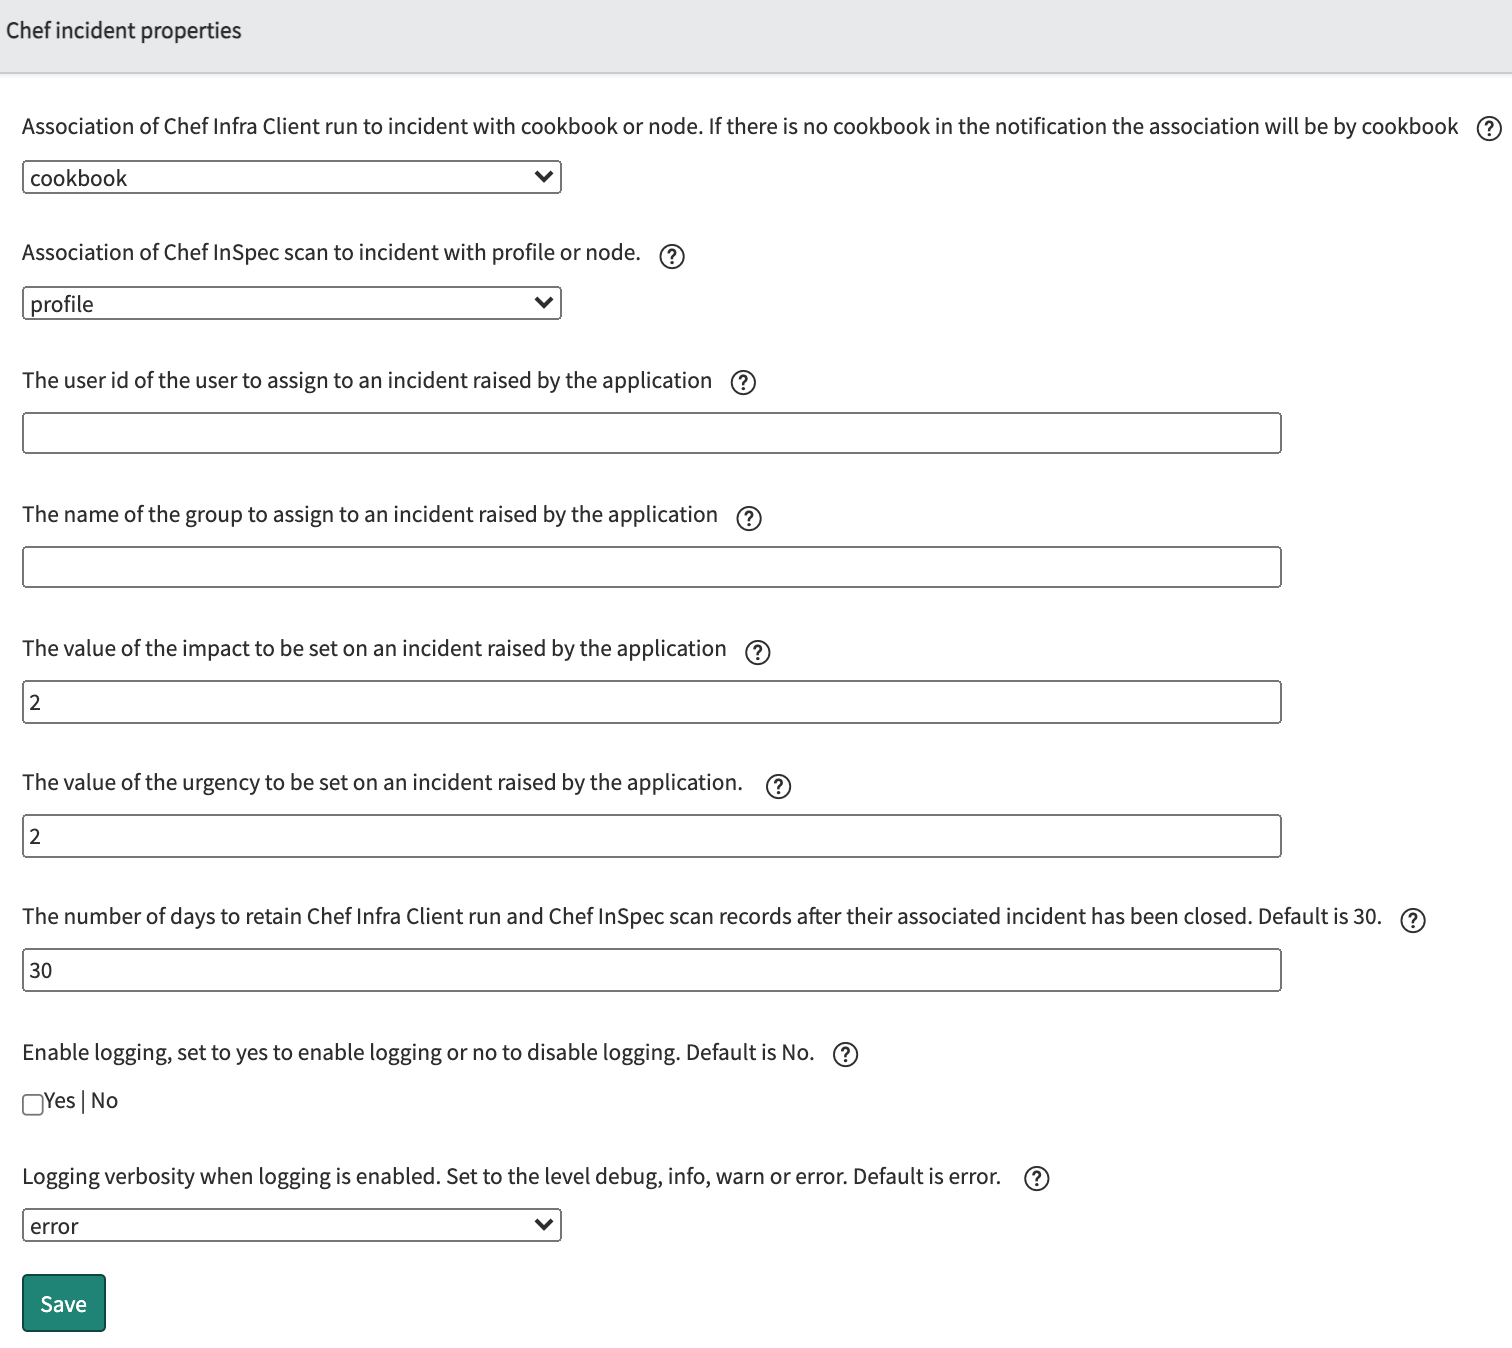 Chef incident properties
Association of Chef Infra Client run to incident with cookbook or node. If there is no cookbook in the notification the association will be by cookbook ?
cookbook
Association of Chef InSpec scan to incident with profile or node. ?
profile
The user id of the user to assign to an incident raised by the application ?
The name of the group to assign to an incident raised by the application ?
The value of the impact to be set on an incident raised by the application ?
2
The value of the urgency to be set on an incident raised by the application. ?
2
The number of days to retain Chef Infra Client run and Chef InSpec scan records after their associated incident has been closed. Default is 30. ?
30
Enable logging, set to yes to enable logging or no to disable logging. Default is No. ?
Yes | No
Logging verbosity when logging is enabled. Set to the level debug, info, warn or error. Default is error. ?
error
Save